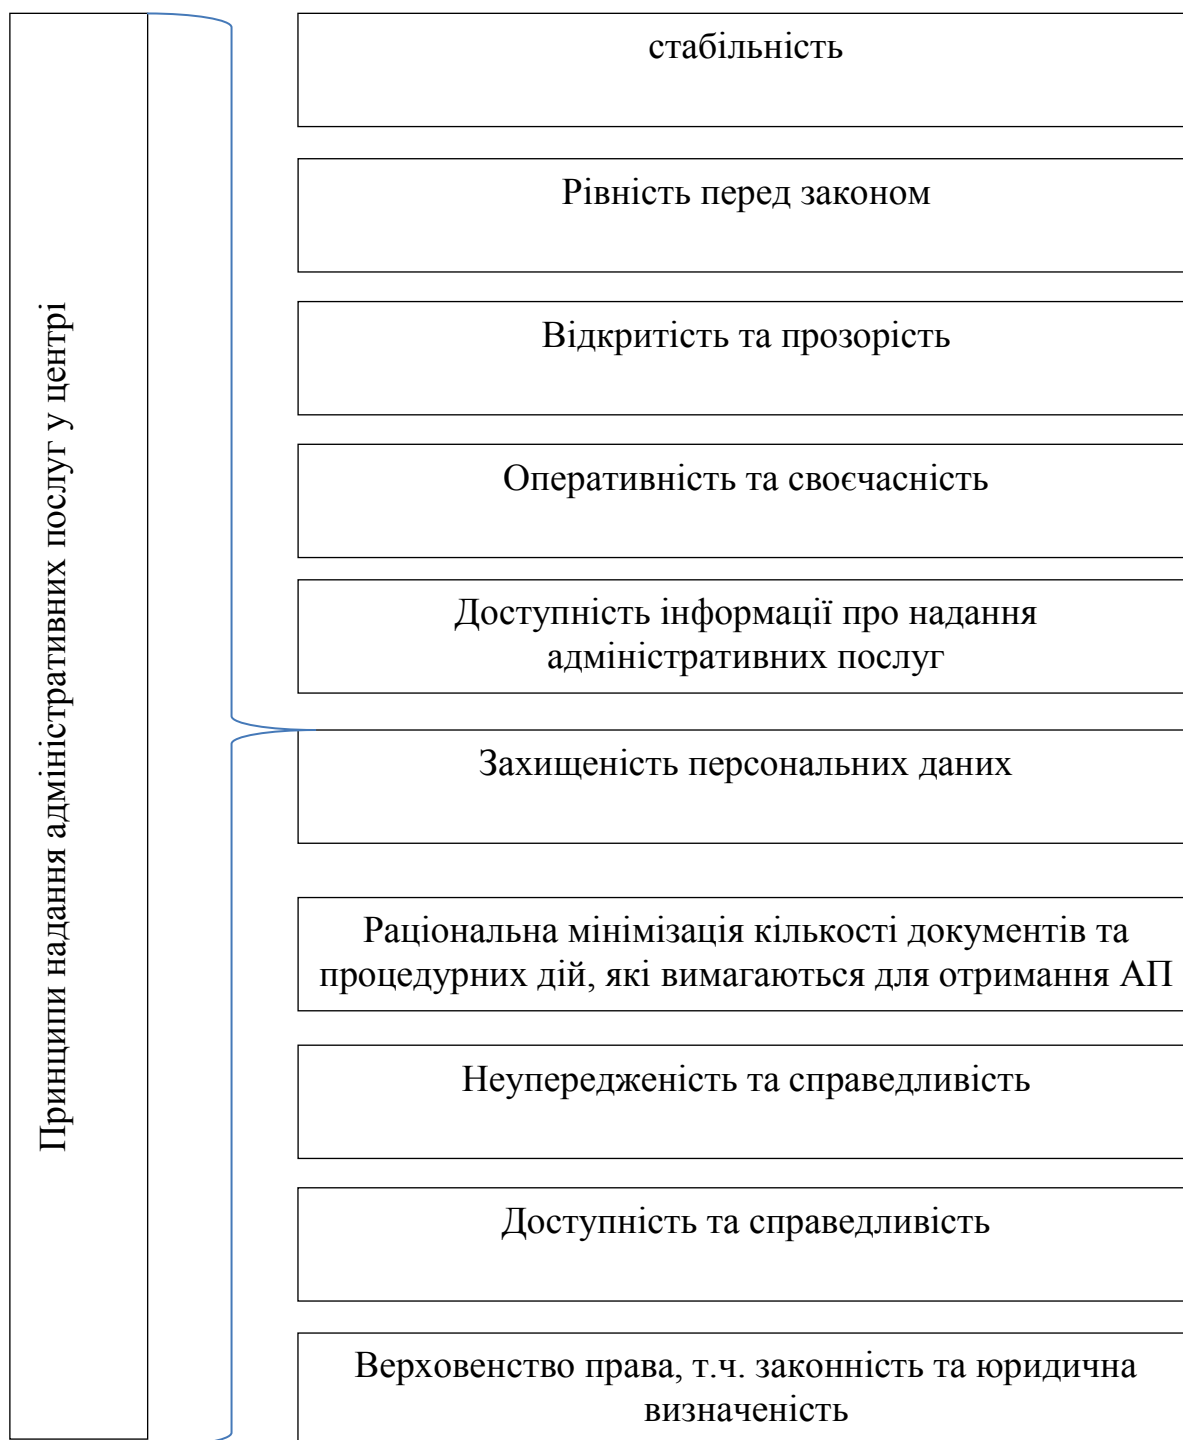 Принципи надання адміністративних послуг у центрі
стабільність
Рівність перед законом
Відкритість та прозорість
Оперативність та своєчасність
Доступність інформації про надання
адміністративних послуг
Захищеність персональних даних
Раціональна мінімізація кількості документів та
процедурних дій, які вимагаються для отримання АП
Неупередженість та справедливість
Доступність та справедливість
Верховенство права, т.ч. законність та юридична
визначеність